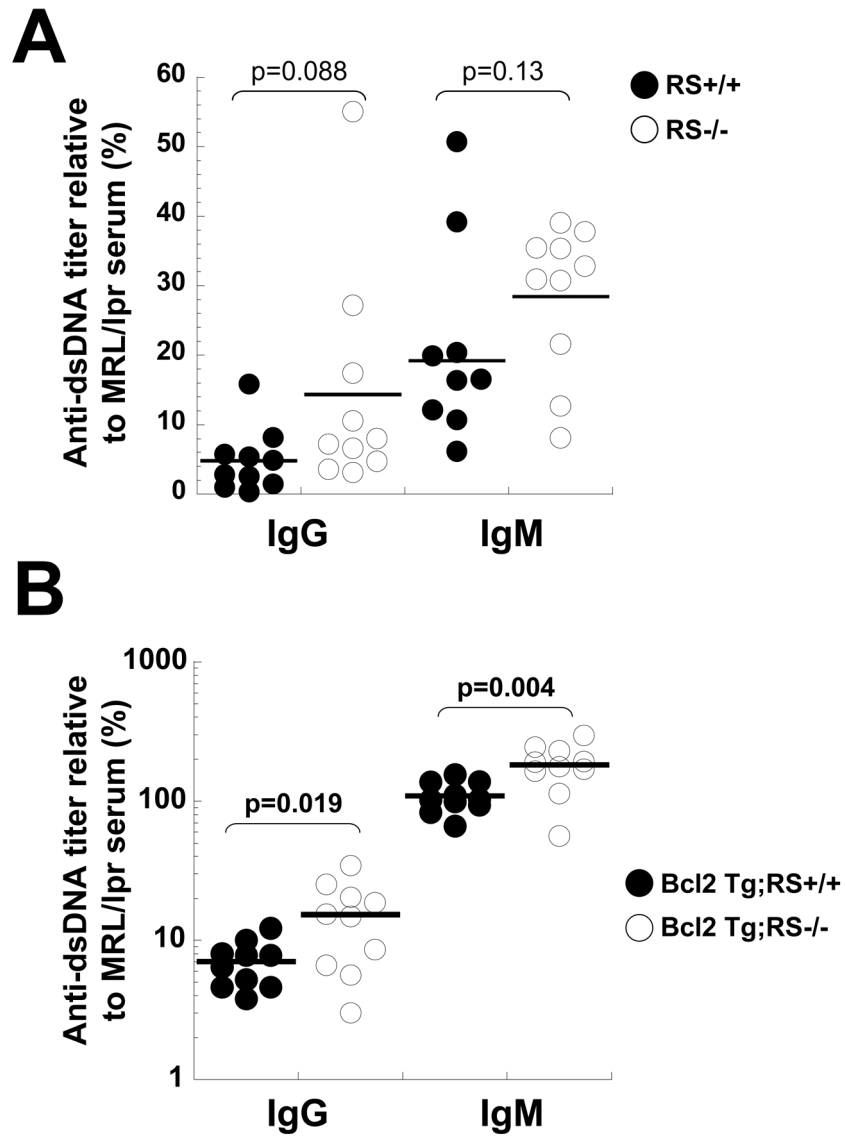 A
p=0.088
p=0.13
60
50
40
30
20
10
0
Anti-dsDNA titer relative
to MRL/lpr serum (%)
RS+/+
RS-/-
IgG
IgM
B
1000
100
10
1
Anti-dsDNA titer relative
to MRL/lpr serum (%)
p=0.004
p=0.019
Bcl2 Tg;RS+/+
Bcl2 Tg;RS-/-
IgG
IgM